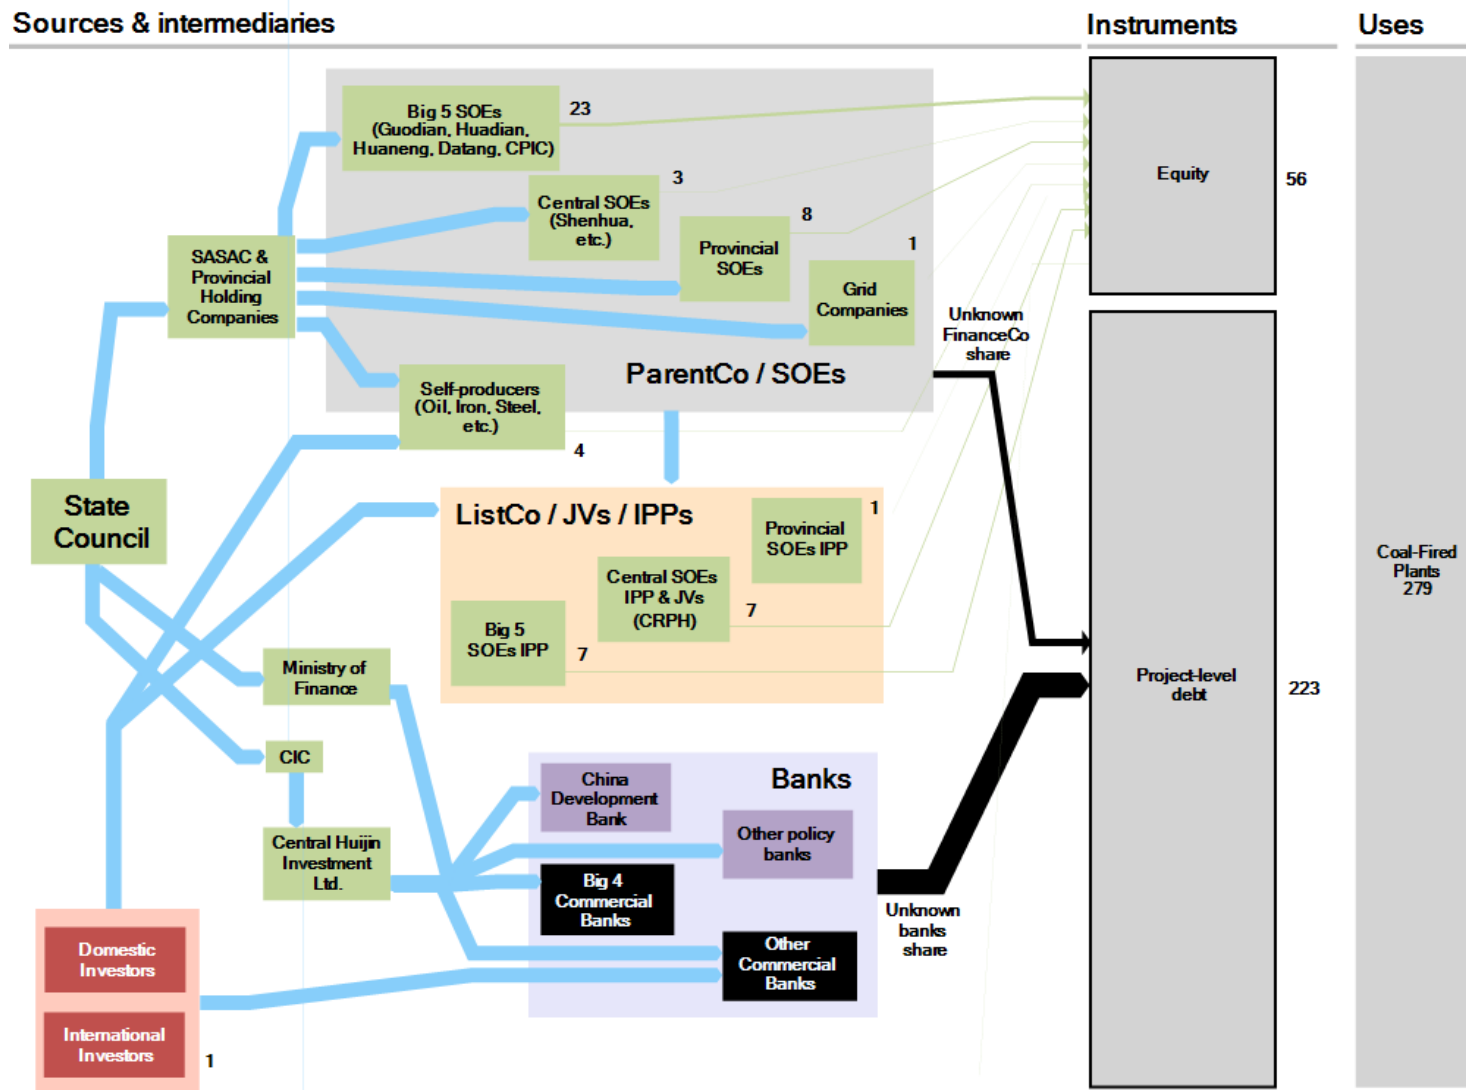 Sources & intermediaries
Instruments
Uses
Big 5 SOEs
(Guodian, Huadian,
Huaneng, Datang, CPIC)
23
Central SOEs
(Shenhua,
etc.)
3
Provincial
SOEs
8
Grid
Companies
1
SASAC &
Provincial
Holding
Companies
ParentCo / SOEs
Self-producers
(Oil, Iron, Steel,
etc.)
4
Unknown
FinanceCo
share
Equity
56
State
Council
ListCo / JVs / IPPs
Provincial
SOEs IPP
1
Central SOEs
IPP & JVs
(CRPH)
7
Big 5
SOEs IPP
7
Coal-Fired
Plants
279
Ministry of
Finance
CIC
Central Huijin
Investment
Ltd.
Project-level
debt
223
Banks
China
Development
Bank
Other policy
banks
Big 4
Commercial
Banks
Other
Commercial
Banks
Unknown
banks
share
Domestic
Investors
International
Investors
1